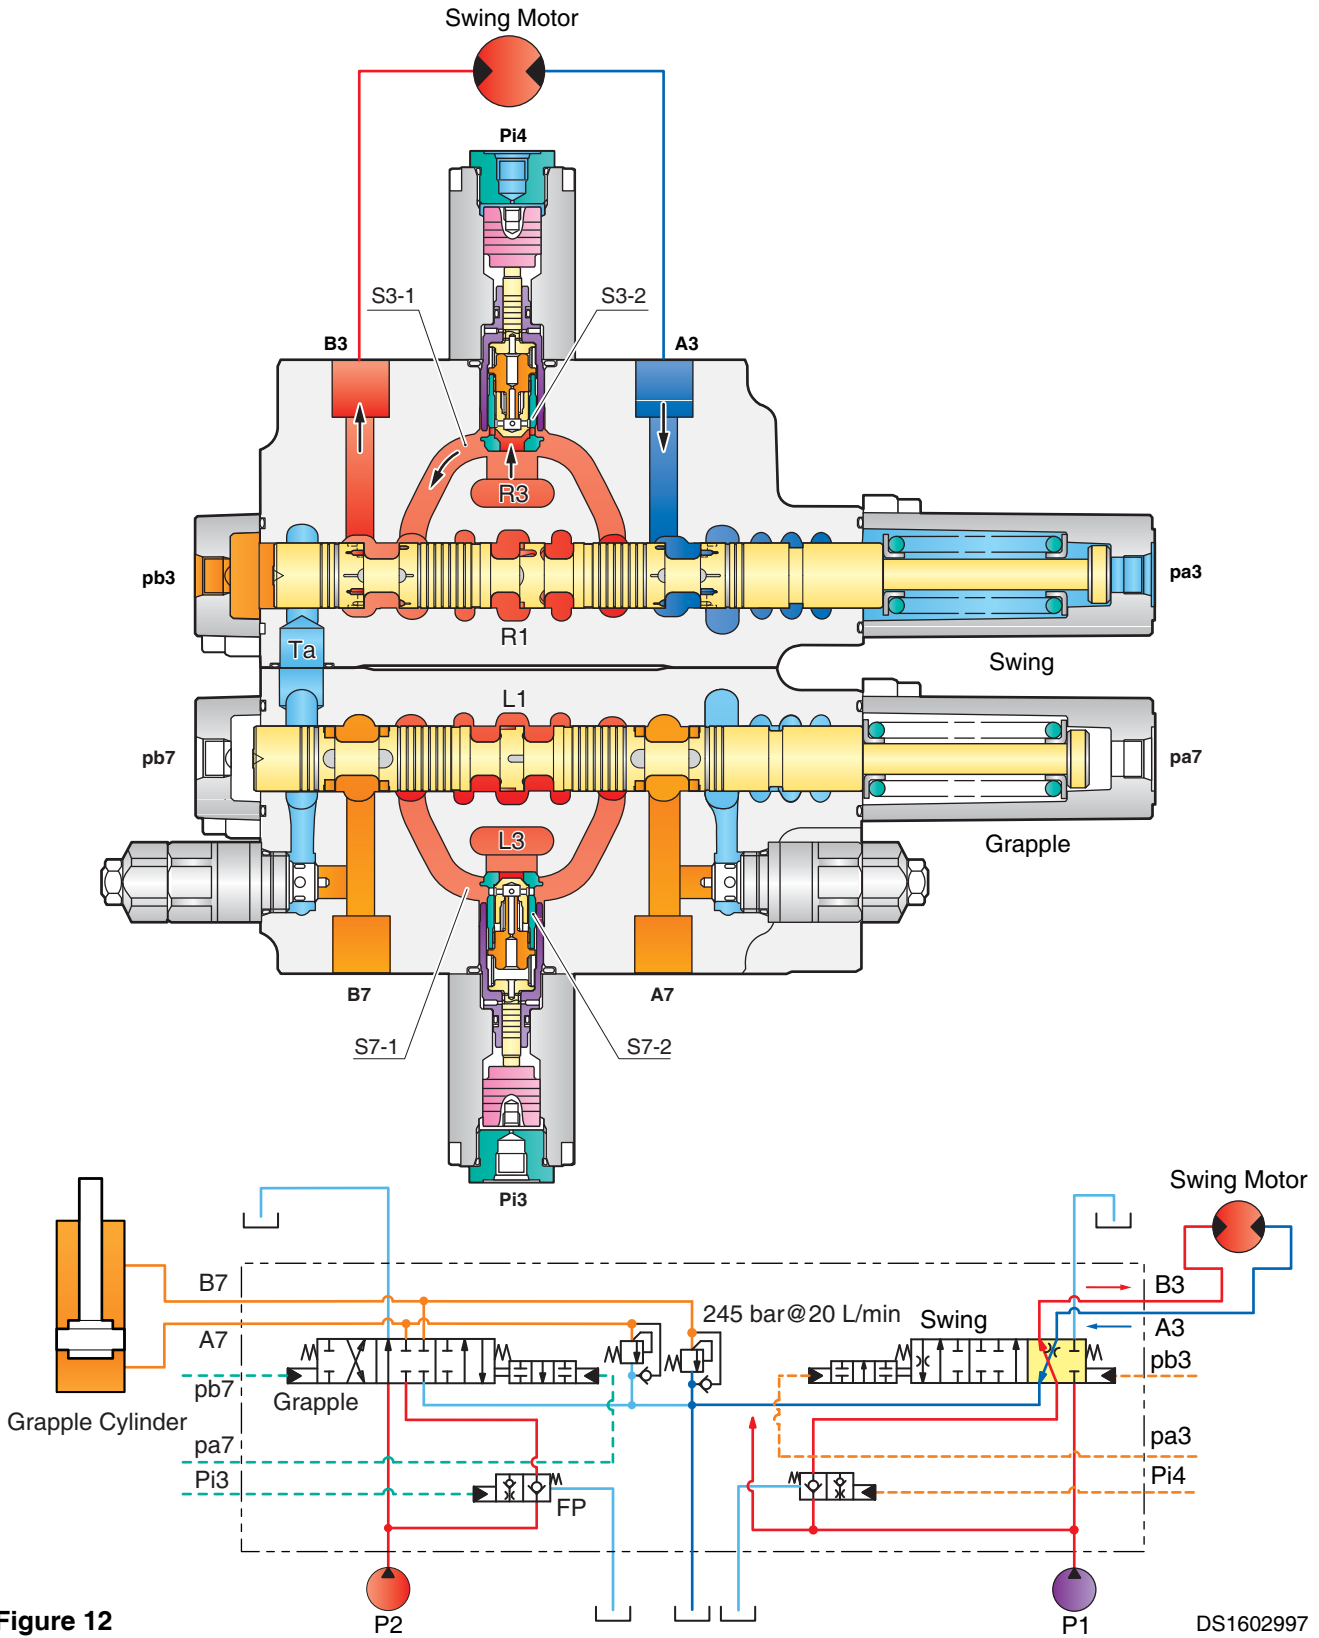 Swing Motor
Pi4
S3-1
S3-2
B3
A3
R3
pb3
pa3
R1
Ta
Swing
L1
pb7
pa7
L3
Grapple
B7
A7
S7-1
S7-2
Pi3
Swing Motor
B7
245 bar@20 L/min
Swing
B3
A7
A3
pb3
pb7
Grapple
Grapple Cylinder
pa7
pa3
Pi3
Pi4
FP
Figure 12
P2
P1
DS1602997